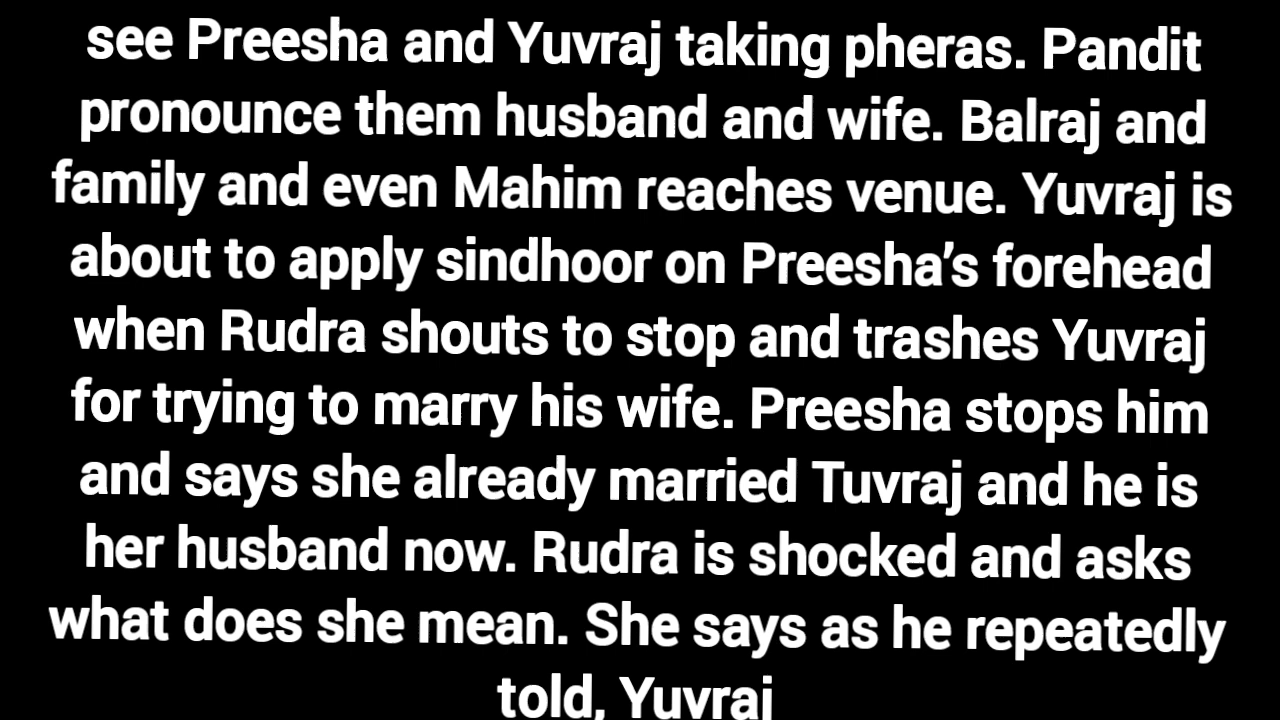 see Preesha and Yuvraj taking pheras. Pandit
pronounce them husband and wife. Balraj and
family and even Mahim reaches venue. Yuvraj is
about to apply sindhoor on Preesha’s forehead
when Rudra shouts to stop and trashes Yuvraj
for trying to marry his wife. Preesha stops him
and says she already married Tuvraj and he is
her husband now. Rudra is shocked and asks
what does she mean. She says as he repeatedly
told, Yuvraj